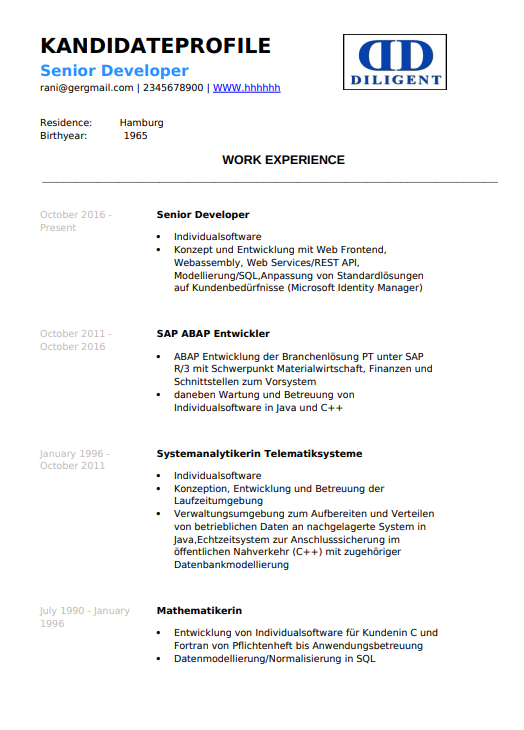 KANDIDATEPROFILE
Senior Developer
rani@gergmail.com | 2345678900 | WWW.hhhhhh
DD
DILIGENT
Residence: Hamburg
Birthyear: 1965
WORK EXPERIENCE
October 2016 -
Present
Senior Developer
• Individualsoftware
• Konzept und Entwicklung mit Web Frontend,
Webassembly, Web Services/REST API,
Modellierung/SQL,Anpassung von Standardlösungen
auf Kundenbedürfnisse (Microsoft Identity Manager)
October 2011 -
October 2016
SAP ABAP Entwickler
• ABAP Entwicklung der Branchenlösung PT unter SAP
R/3 mit Schwerpunkt Materialwirtschaft, Finanzen und
Schnittstellen zum Vorsystem
• daneben Wartung und Betreuung von
Individualsoftware in Java und C++
January 1996 -
October 2011
Systemanalytikerin Telematiksysteme
• Individualsoftware
• Konzeption, Entwicklung und Betreuung der
Laufzeitumgebung
• Verwaltungsumgebung zum Aufbereiten und Verteilen
von betrieblichen Daten an nachgelagerte System in
Java,Echtzeitsystem zur Anschlusssicherung im
öffentlichen Nahverkehr (C++) mit zugehöriger
Datenbankmodellierung
July 1990 - January
1996
Mathematikerin
• Entwicklung von Individualsoftware für Kundenin C und
Fortran von Pflichtenheft bis Anwendungsbetreuung
• Datenmodellierung/Normalisierung in SQL